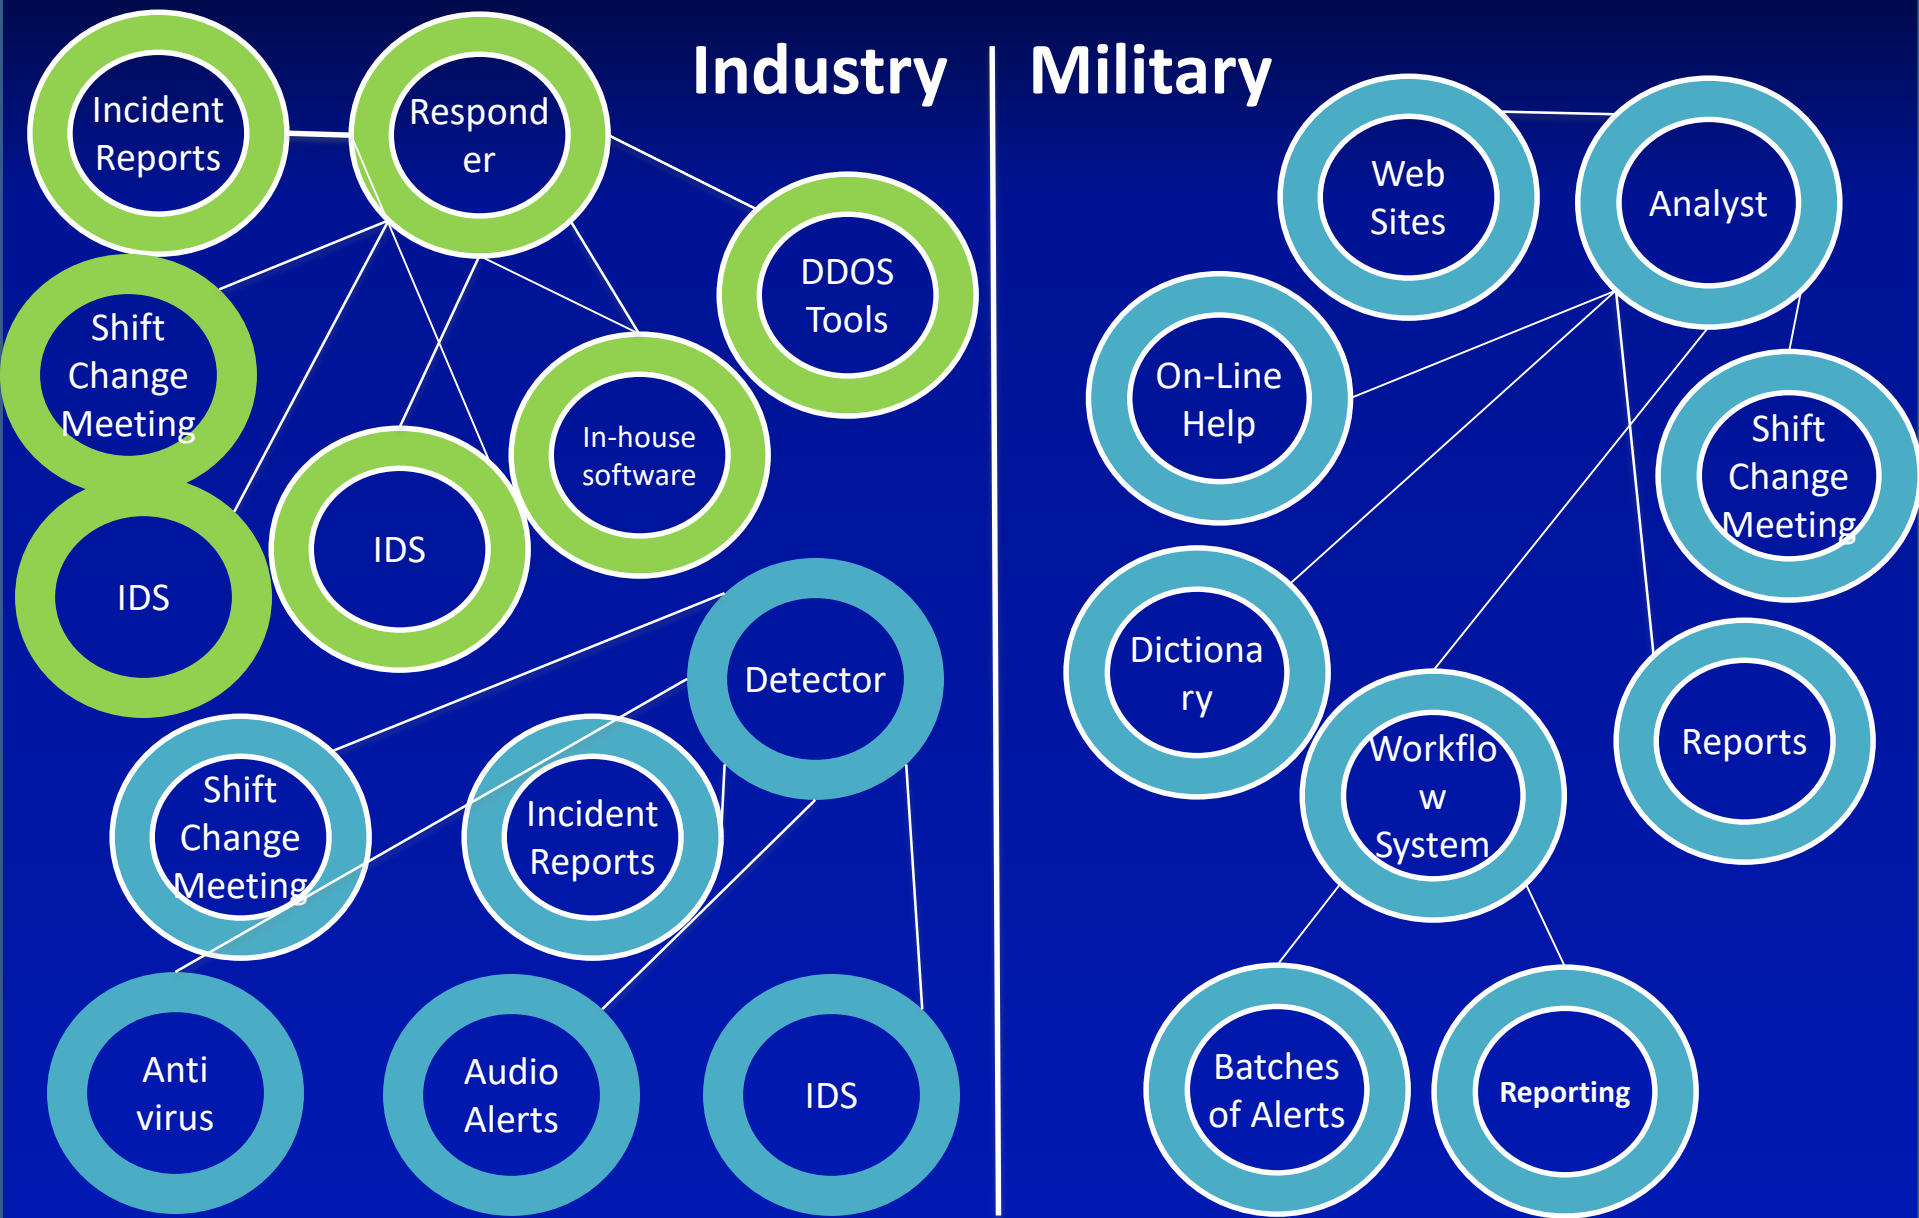 Industry
Military
Incident
Reports
Respond
er
DDOS
Tools
Shift
Change
Meeting
In-house
software
IDS
IDS
Detector
Shift
Change
Meeting
Incident
Reports
Anti
virus
Audio
Alerts
IDS
Web
Sites
Analyst
On-Line
Help
Shift
Change
Meeting
Dictiona
ry
Workflo
w
System
Reports
Batches
of Alerts
Reporting